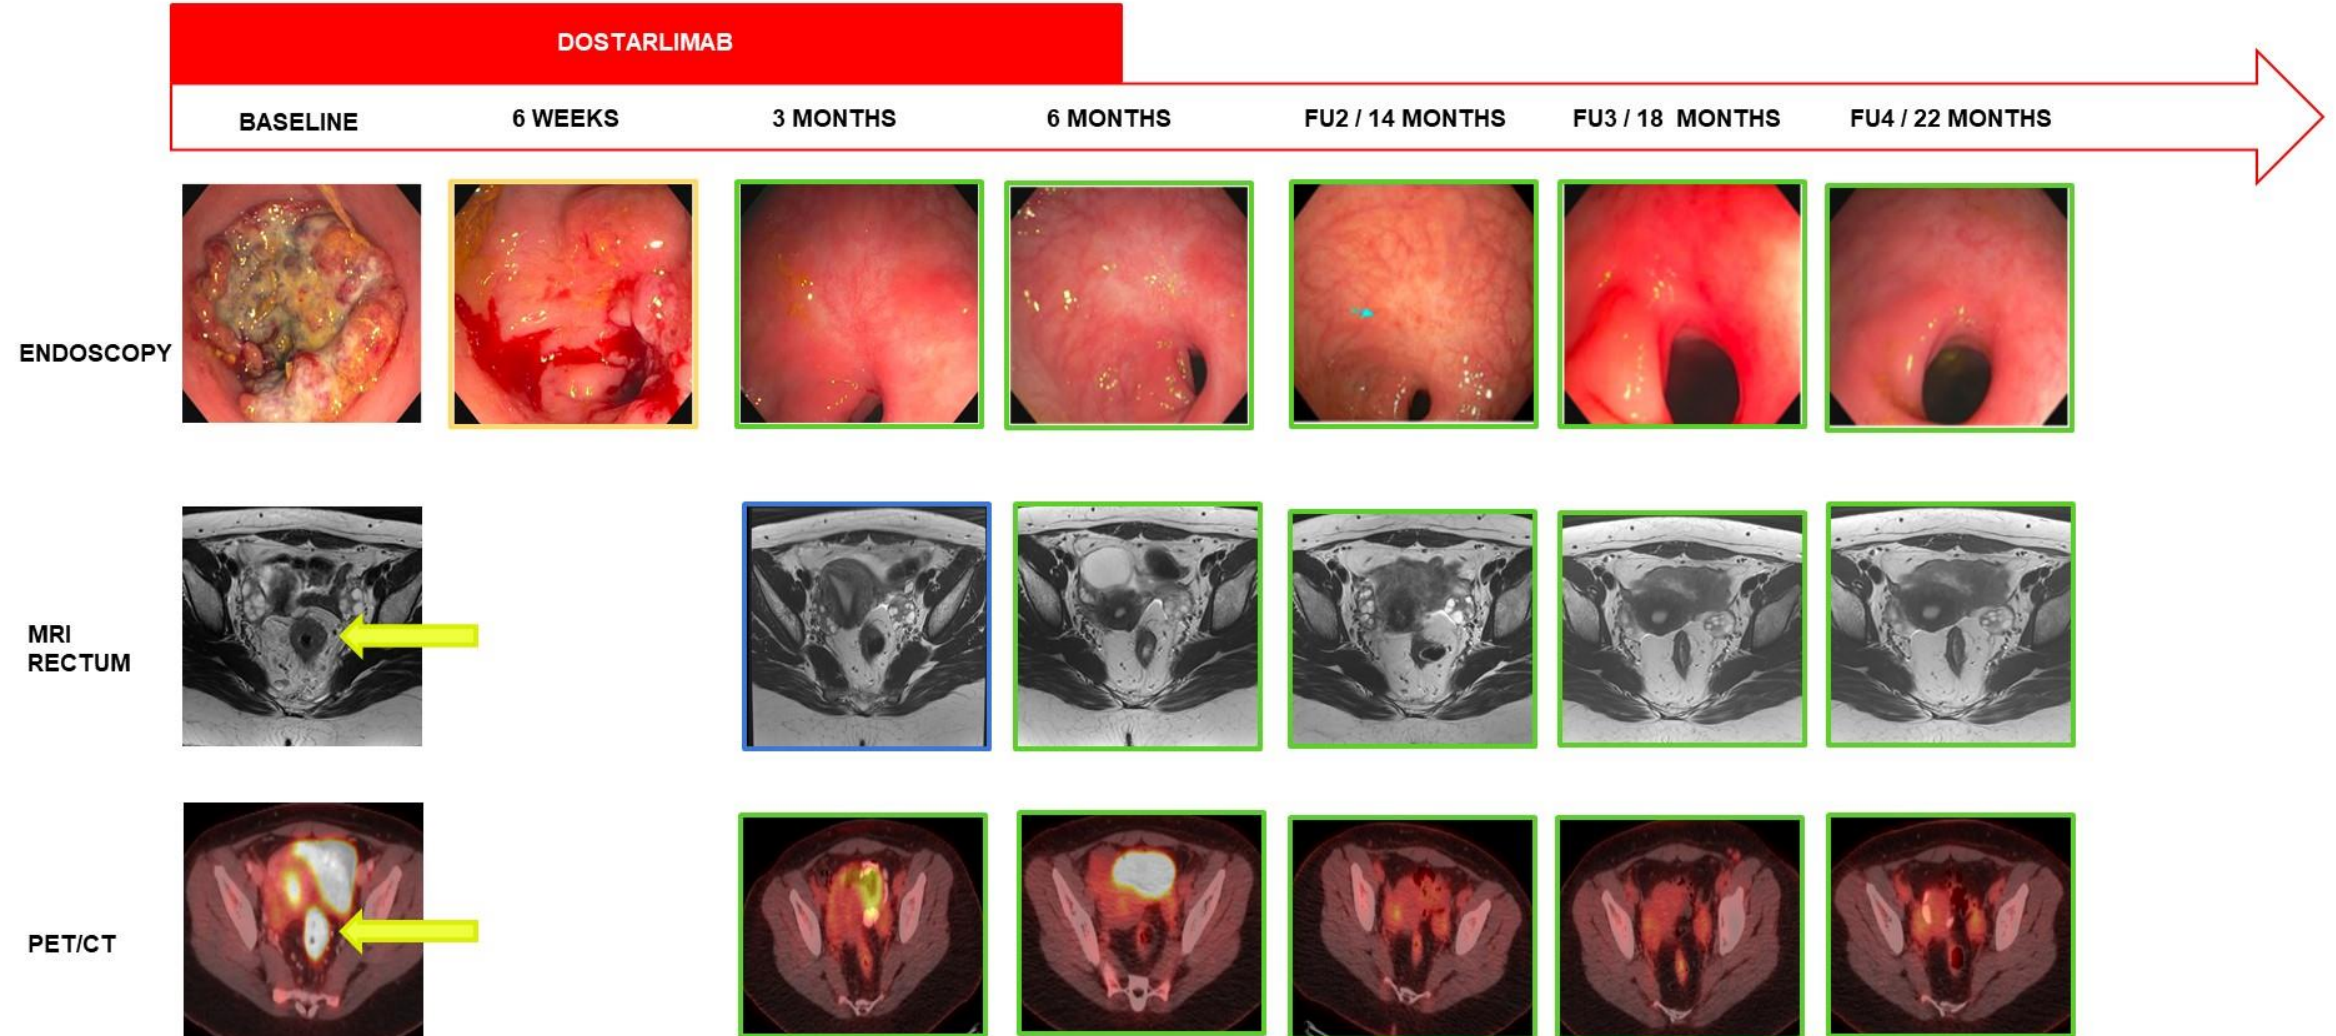 DOSTARLIMAB
BASELINE
6 WEEKS
3 MONTHS
6 MONTHS
FU2 / 14 MONTHS
FU3 / 18 MONTHS
FU4 / 22 MONTHS
ENDOSCOPY
MRI
RECTUM
PET/CT